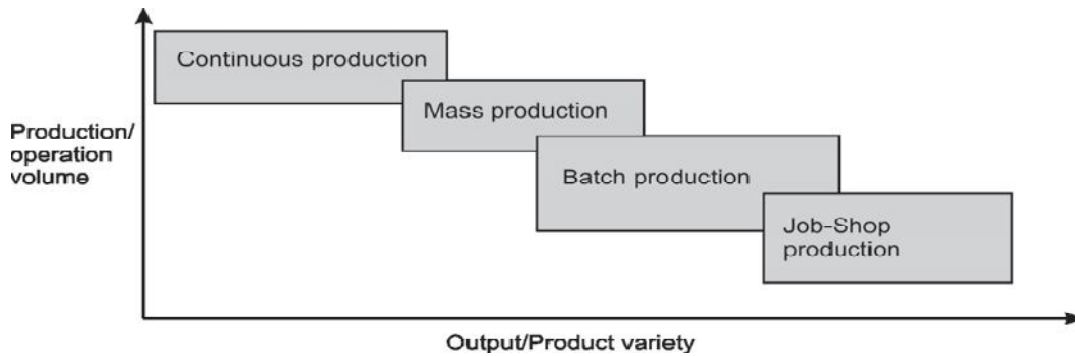 Continuous production
Mass production
Production/
operation
volume
Batch production
Job-Shop
production
Output/Product variety